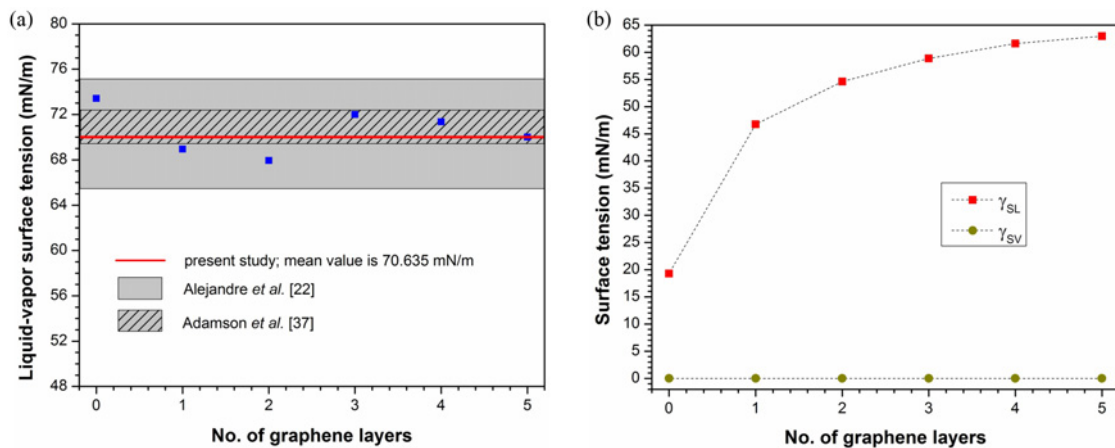 (a)
Liquid-vapor surface tension (mN/m)
80
76
72
68
64
60
56
52
48
present study; mean value is 70.635 mN/m
Alejandre et al. [22]
Adamson et al. [37]
0 1 2 3 4 5
No. of graphene layers
(b)
Surface tension (mN/m)
65
60
55
50
45
40
35
30
25
20
15
10
5
0
γSL
γSV
0 1 2 3 4 5
No. of graphene layers